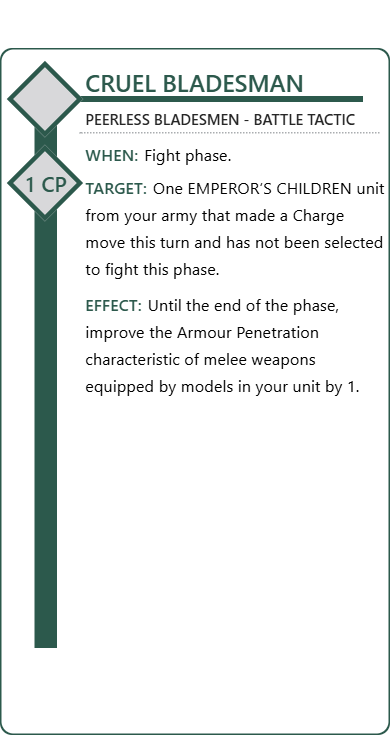 CRUEL BLADESMAN
PEERLESS BLADESMEN - BATTLE TACTIC
WHEN: Fight phase.
1 CP
TARGET: One EMPEROR'S CHILDREN unit
from your army that made a Charge
move this turn and has not been selected
to fight this phase.
EFFECT: Until the end of the phase,
improve the Armour Penetration
characteristic of melee weapons
equipped by models in your unit by 1.